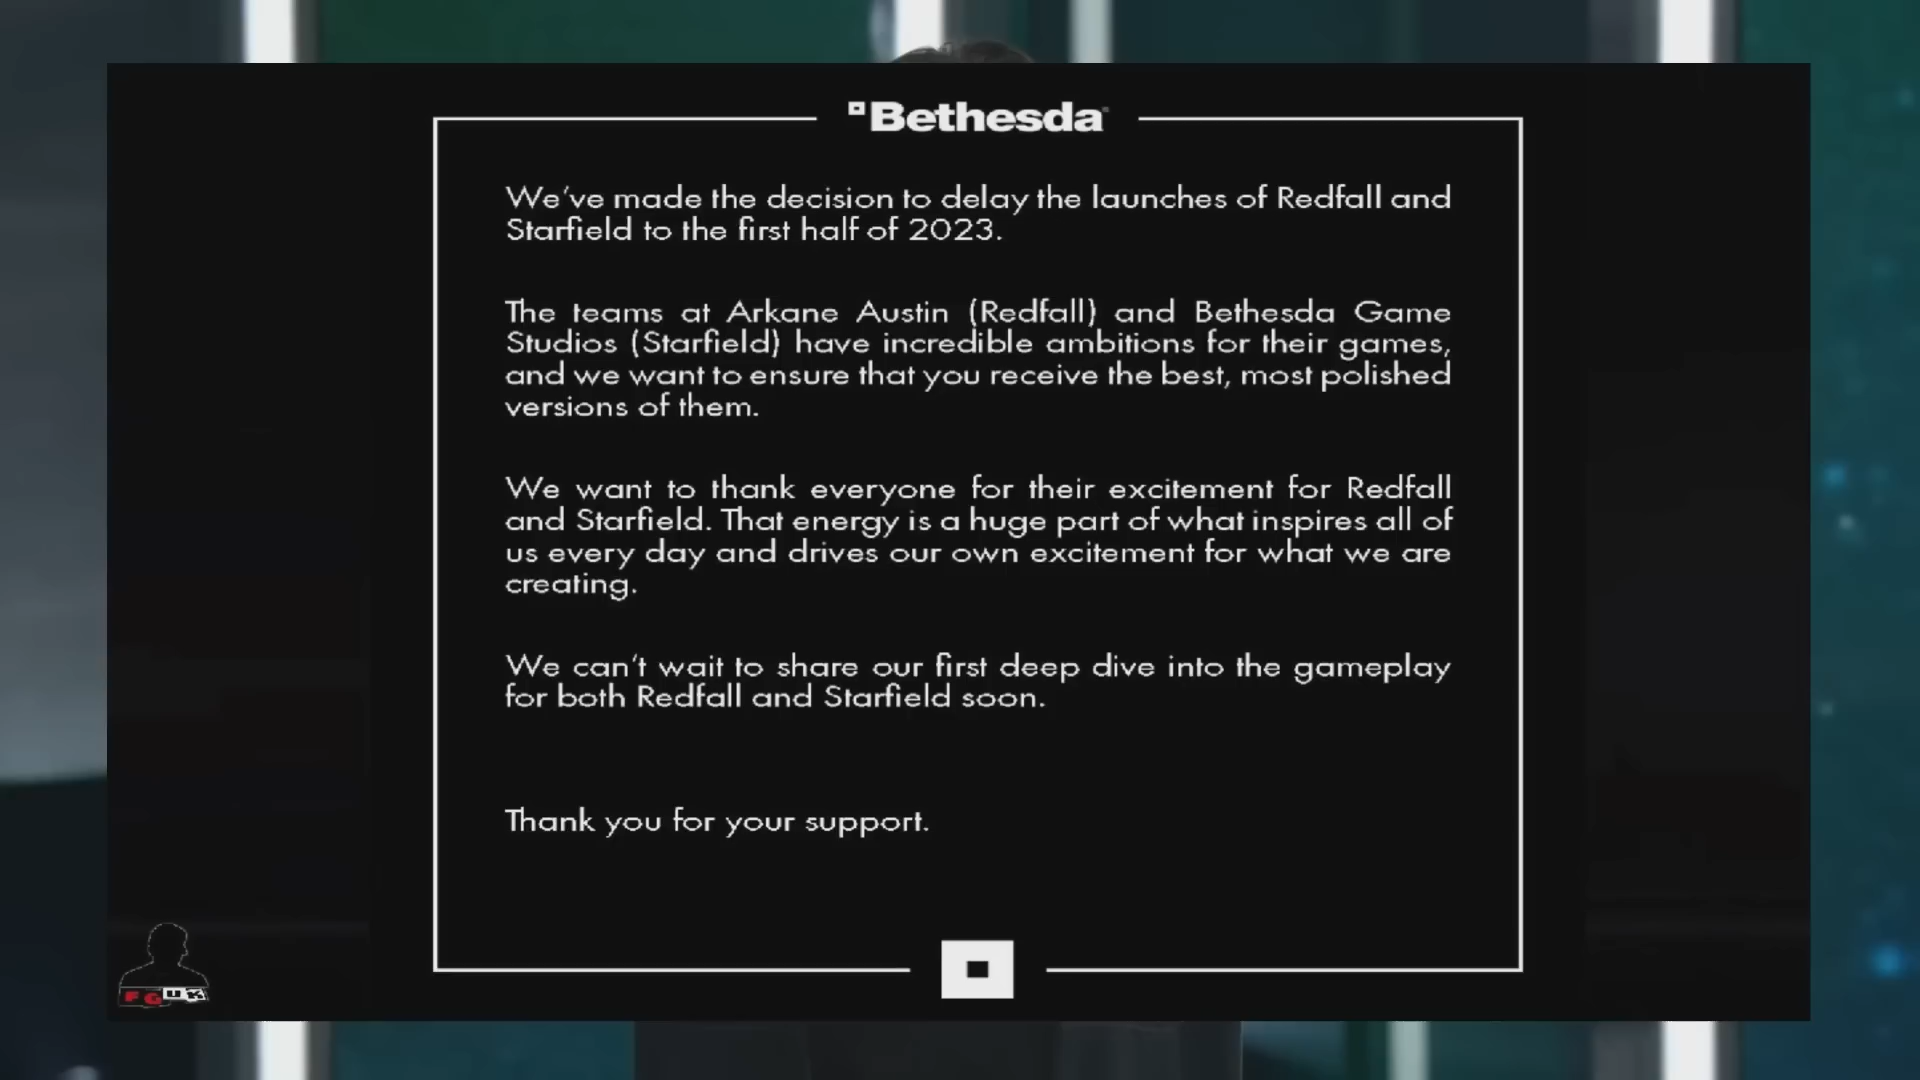 Bethesda
We've made the decision to delay the launches of Redfall and
Starfield to the first half of 2023.
The teams at Arkane Austin (Redfall) and Bethesda Game
Studios (Starfield) have incredible ambitions for their games,
and we want to ensure that you receive the best, most polished
versions of them.
We want to thank everyone for their excitement for Redfall
and Starfield. That energy is a huge part of what inspires all of
us every day and drives our own excitement for what we are
creating.
We can't wait to share our first deep dive into the gameplay
for both Redfall and Starfield soon.
Thank you for your support.
FGUK